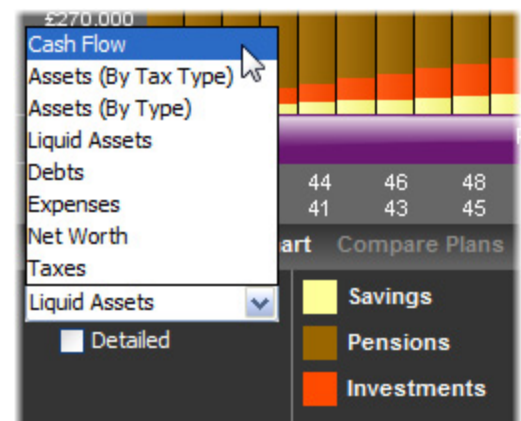 £270,000
Cash Flow
Assets (By Tax Type)
Assets (By Type)
Liquid Assets
Debts
Expenses
Net Worth
Taxes
44 46 48
41 43 45
Compare Plans
Liquid Assets
Detailed
Savings
Pensions
Investments